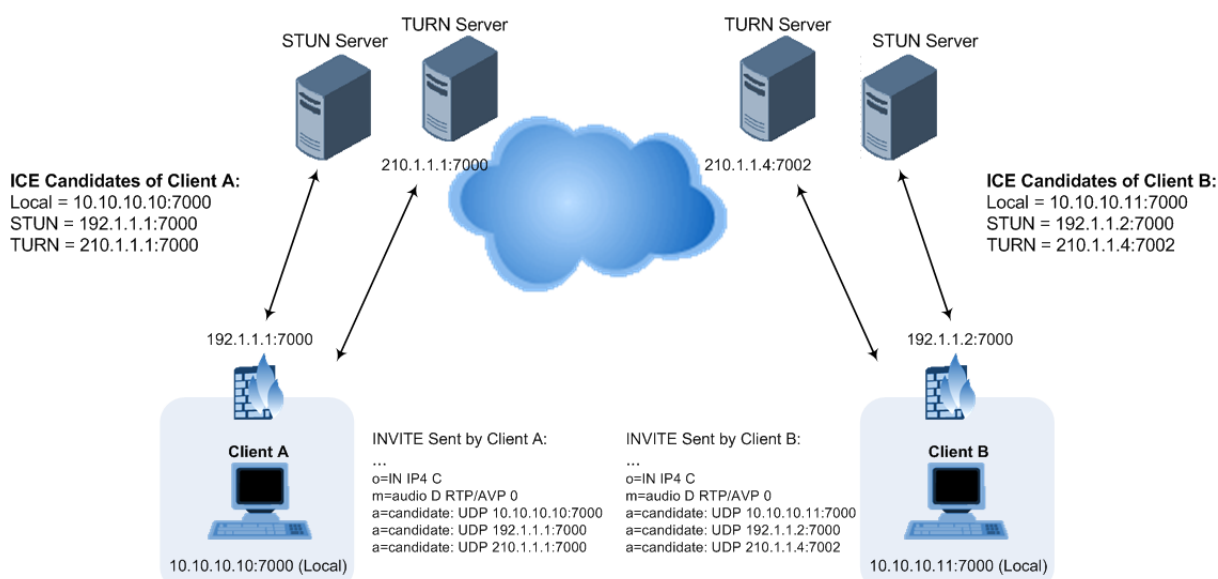 TURN Server
TURN Server
STUN Server
STUN Server
210.1.1.1:7000
210.1.1.4:7002
ICE Candidates of Client A:
Local = 10.10.10.10:7000
STUN = 192.1.1.1:7000
TURN = 210.1.1.1:7000
ICE Candidates of Client B:
Local = 10.10.10.11:7000
STUN = 192.1.1.2:7000
TURN = 210.1.1.4:7002
192.1.1.1:7000
192.1.1.2:7000
Client A
10.10.10.10:7000 (Local)
INVITE Sent by Client A:
...
o=IN IP4 C
m=audio D RTP/AVP 0
a=candidate: UDP 10.10.10.10:7000
a=candidate: UDP 192.1.1.1:7000
a=candidate: UDP 210.1.1.1:7000
INVITE Sent by Client B:
...
o=IN IP4 C
m=audio D RTP/AVP 0
a=candidate: UDP 10.10.10.11:7000
a=candidate: UDP 192.1.1.2:7000
a=candidate: UDP 210.1.1.4:7002
Client B
10.10.10.11:7000 (Local)